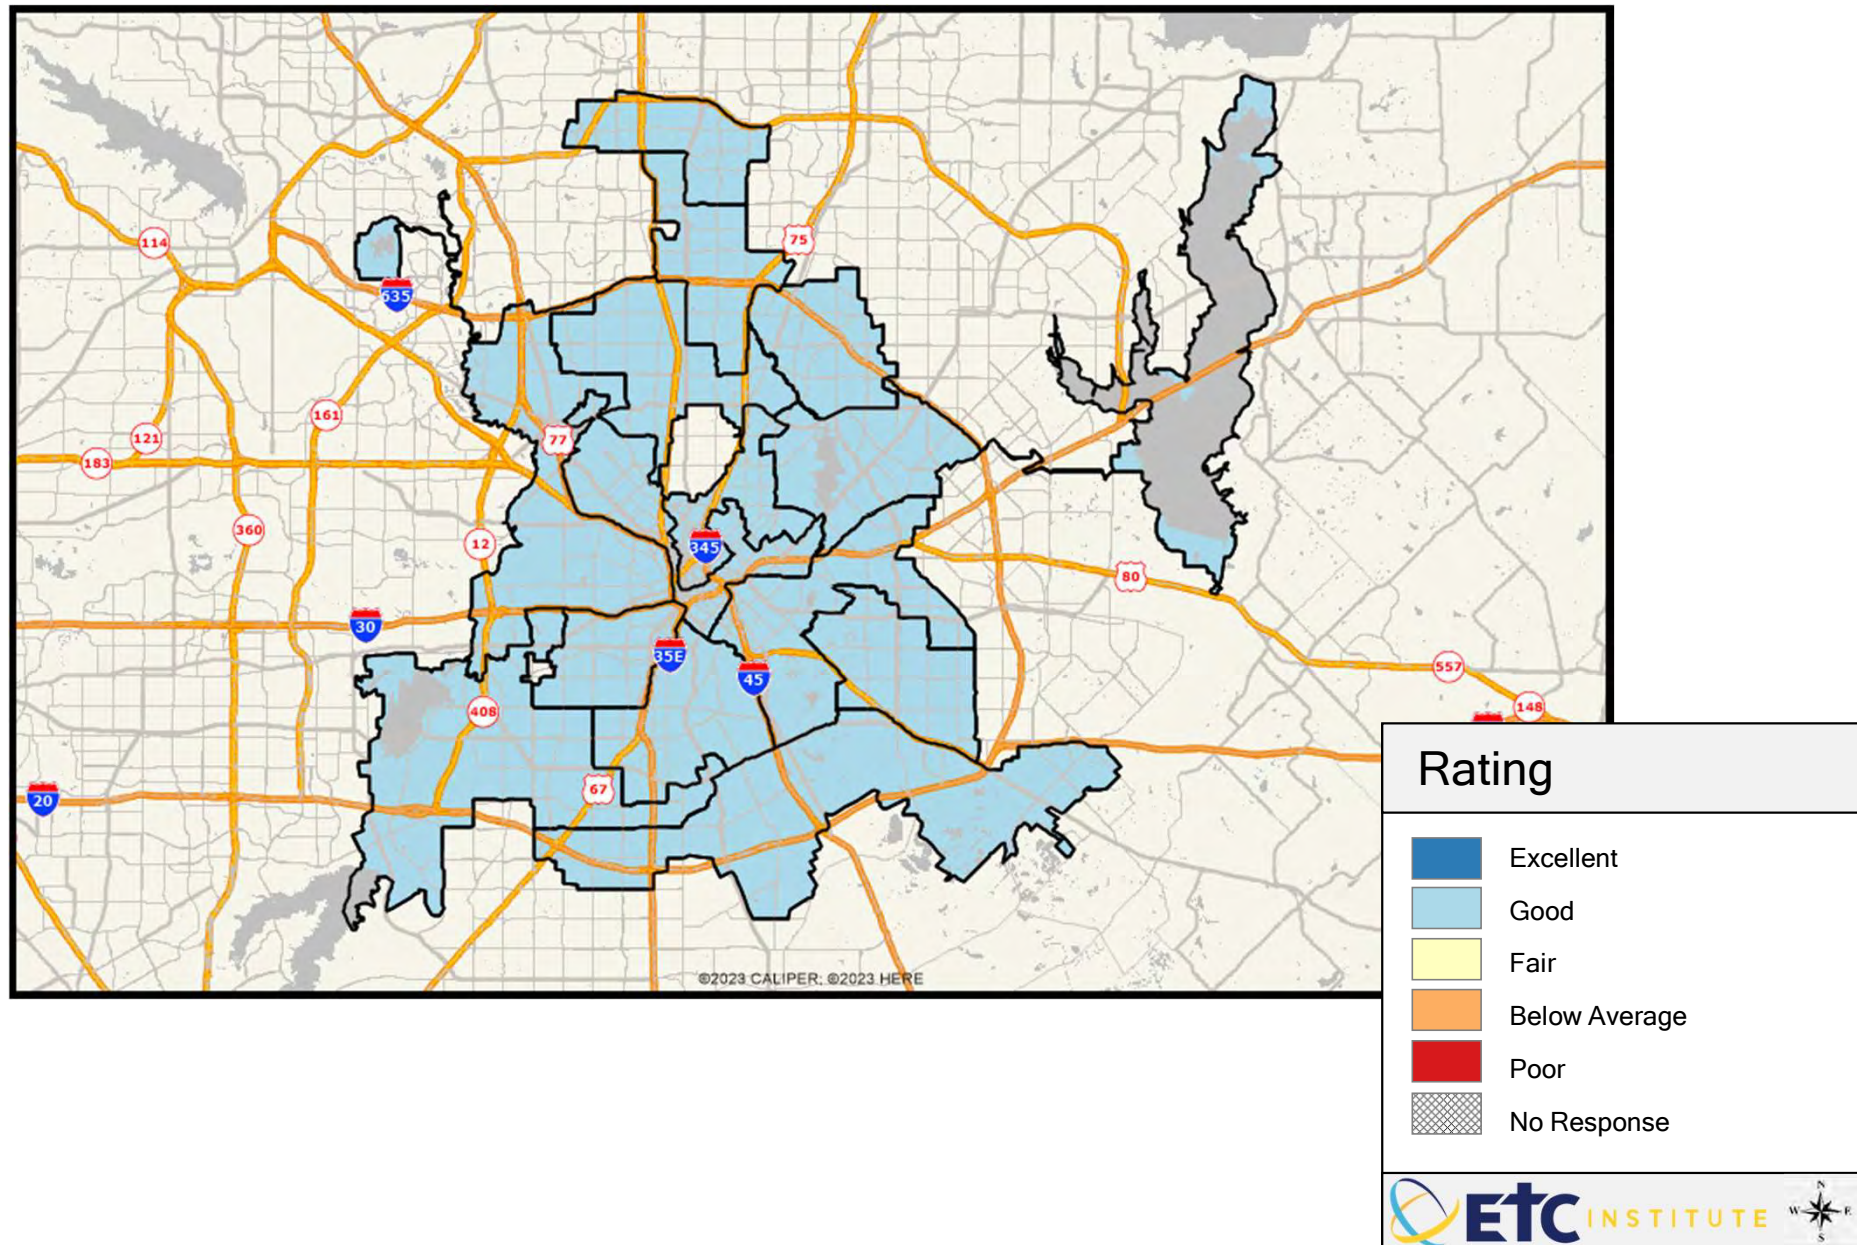 114
75
635
161
121
77
183
360
12
345
80
30
35E
45
557
408
148
67
20
©2023 CALIPER; ©2023 HERE
Rating
Excellent
Good
Fair
Below Average
Poor
No Response
ETC INSTITUTE
N
W E
S